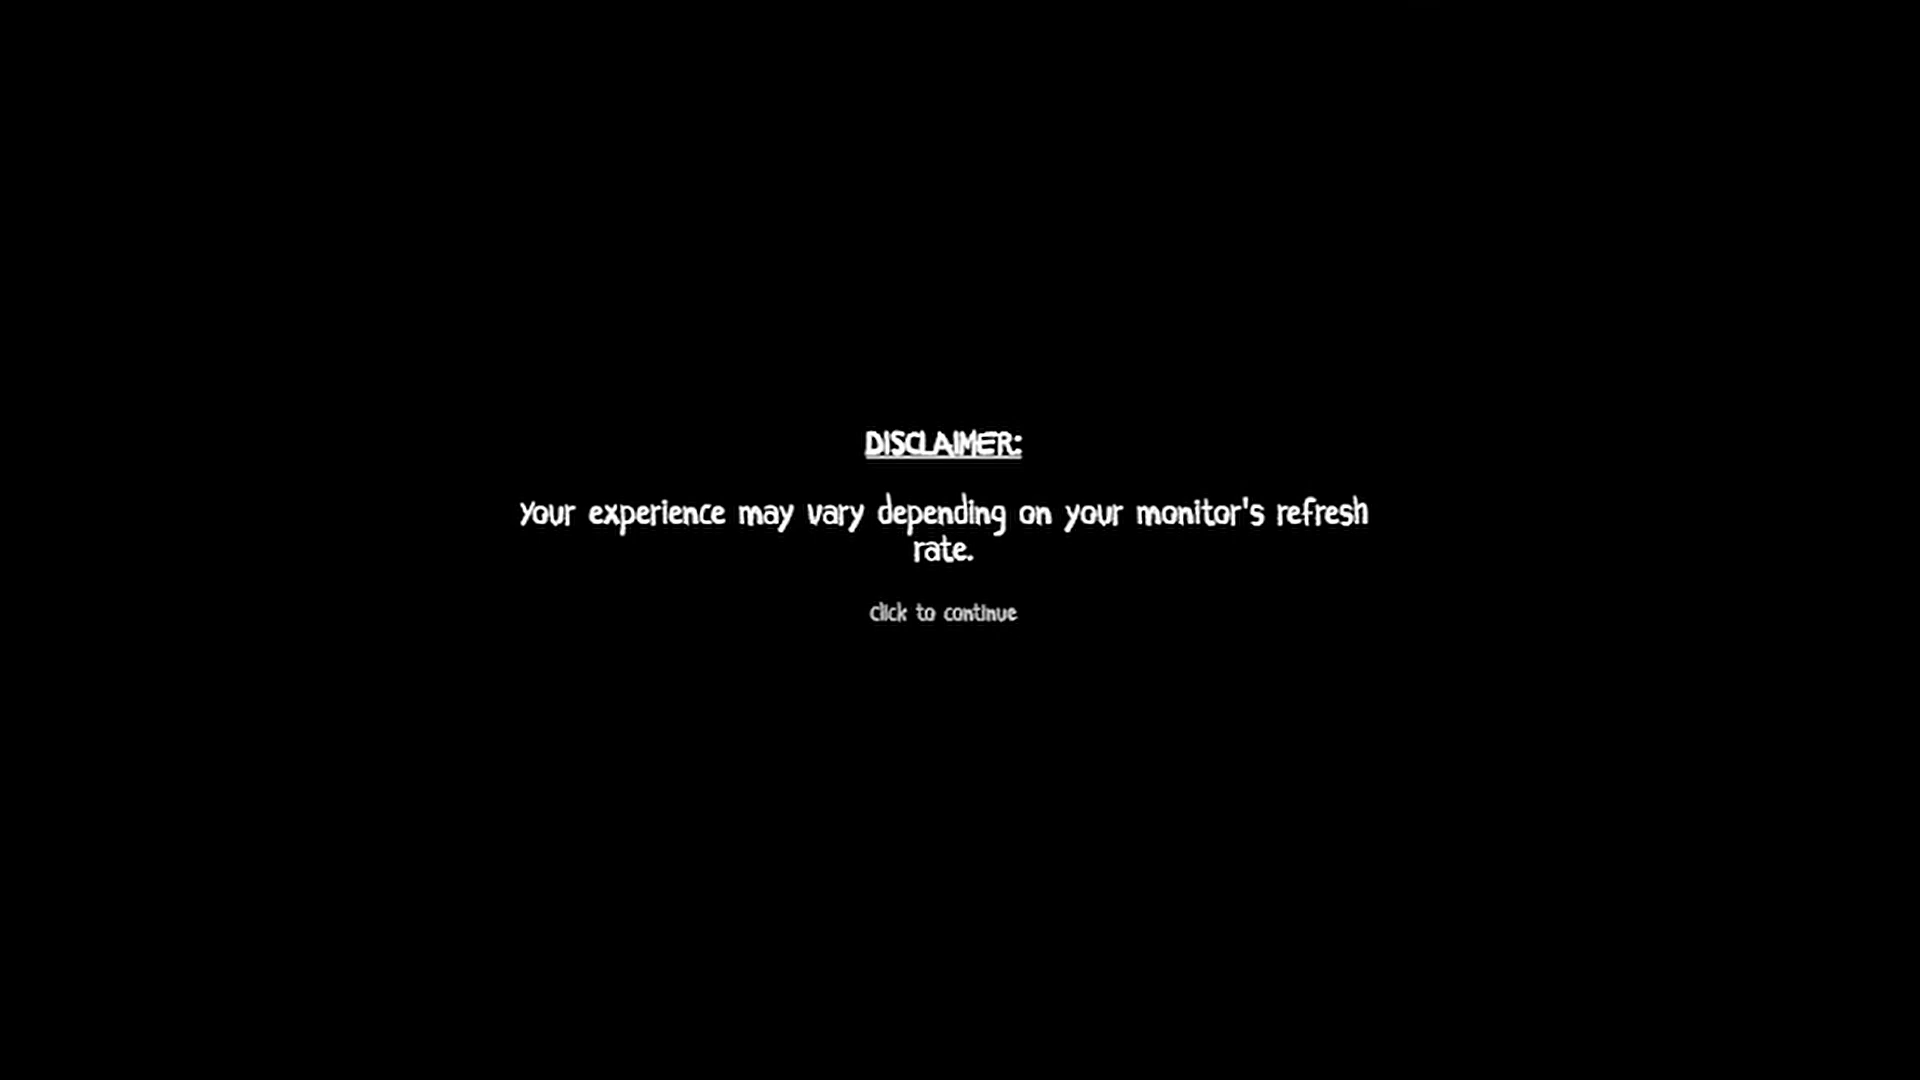 DISCLAIMER:
Your experience may vary depending on your monitor's refresh
rate.
click to continue